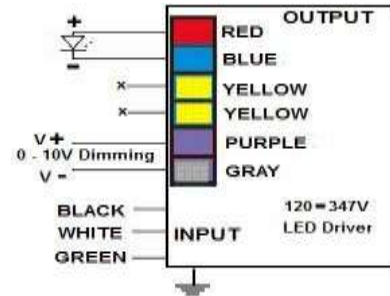 OUTPUT
+
RED
-
BLUE
x YELLOW
x YELLOW
V + PURPLE
0 - 10V Dimming
V - GRAY
BLACK
120=347V
WHITE INPUT LED Driver
GREEN